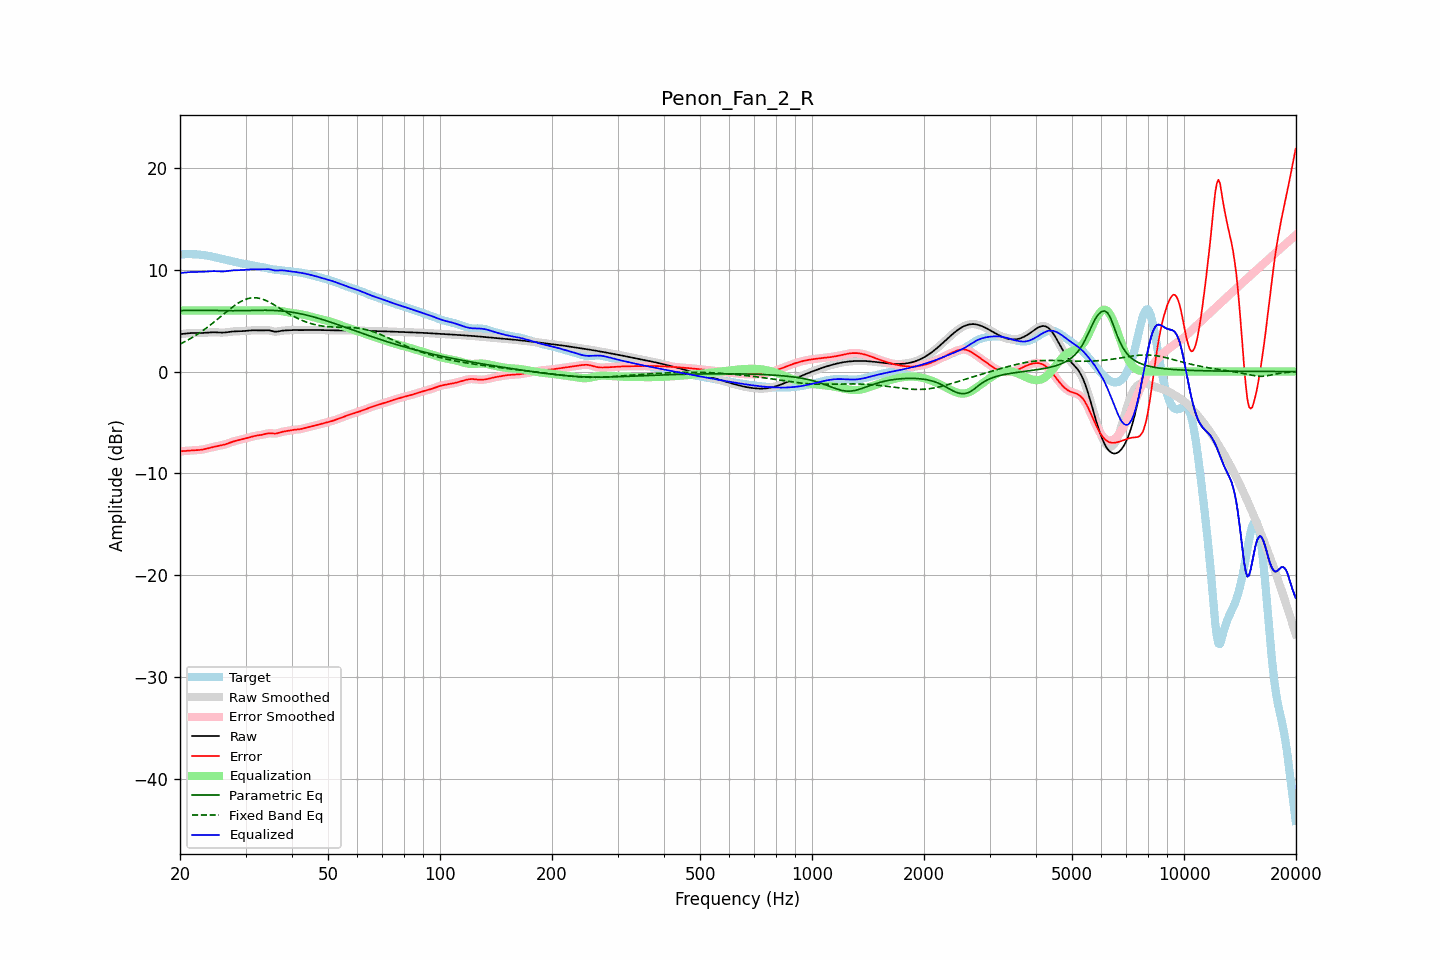 Penon_Fan_2_R
20
10
0
−10
−20
−30
−40
Amplitude (dBr)
Target
Raw Smoothed
Error Smoothed
Raw
Error
Equalization
Parametric Eq
Fixed Band Eq
Equalized
20 50 100 200 500 1000 2000 5000 10000 20000
Frequency (Hz)